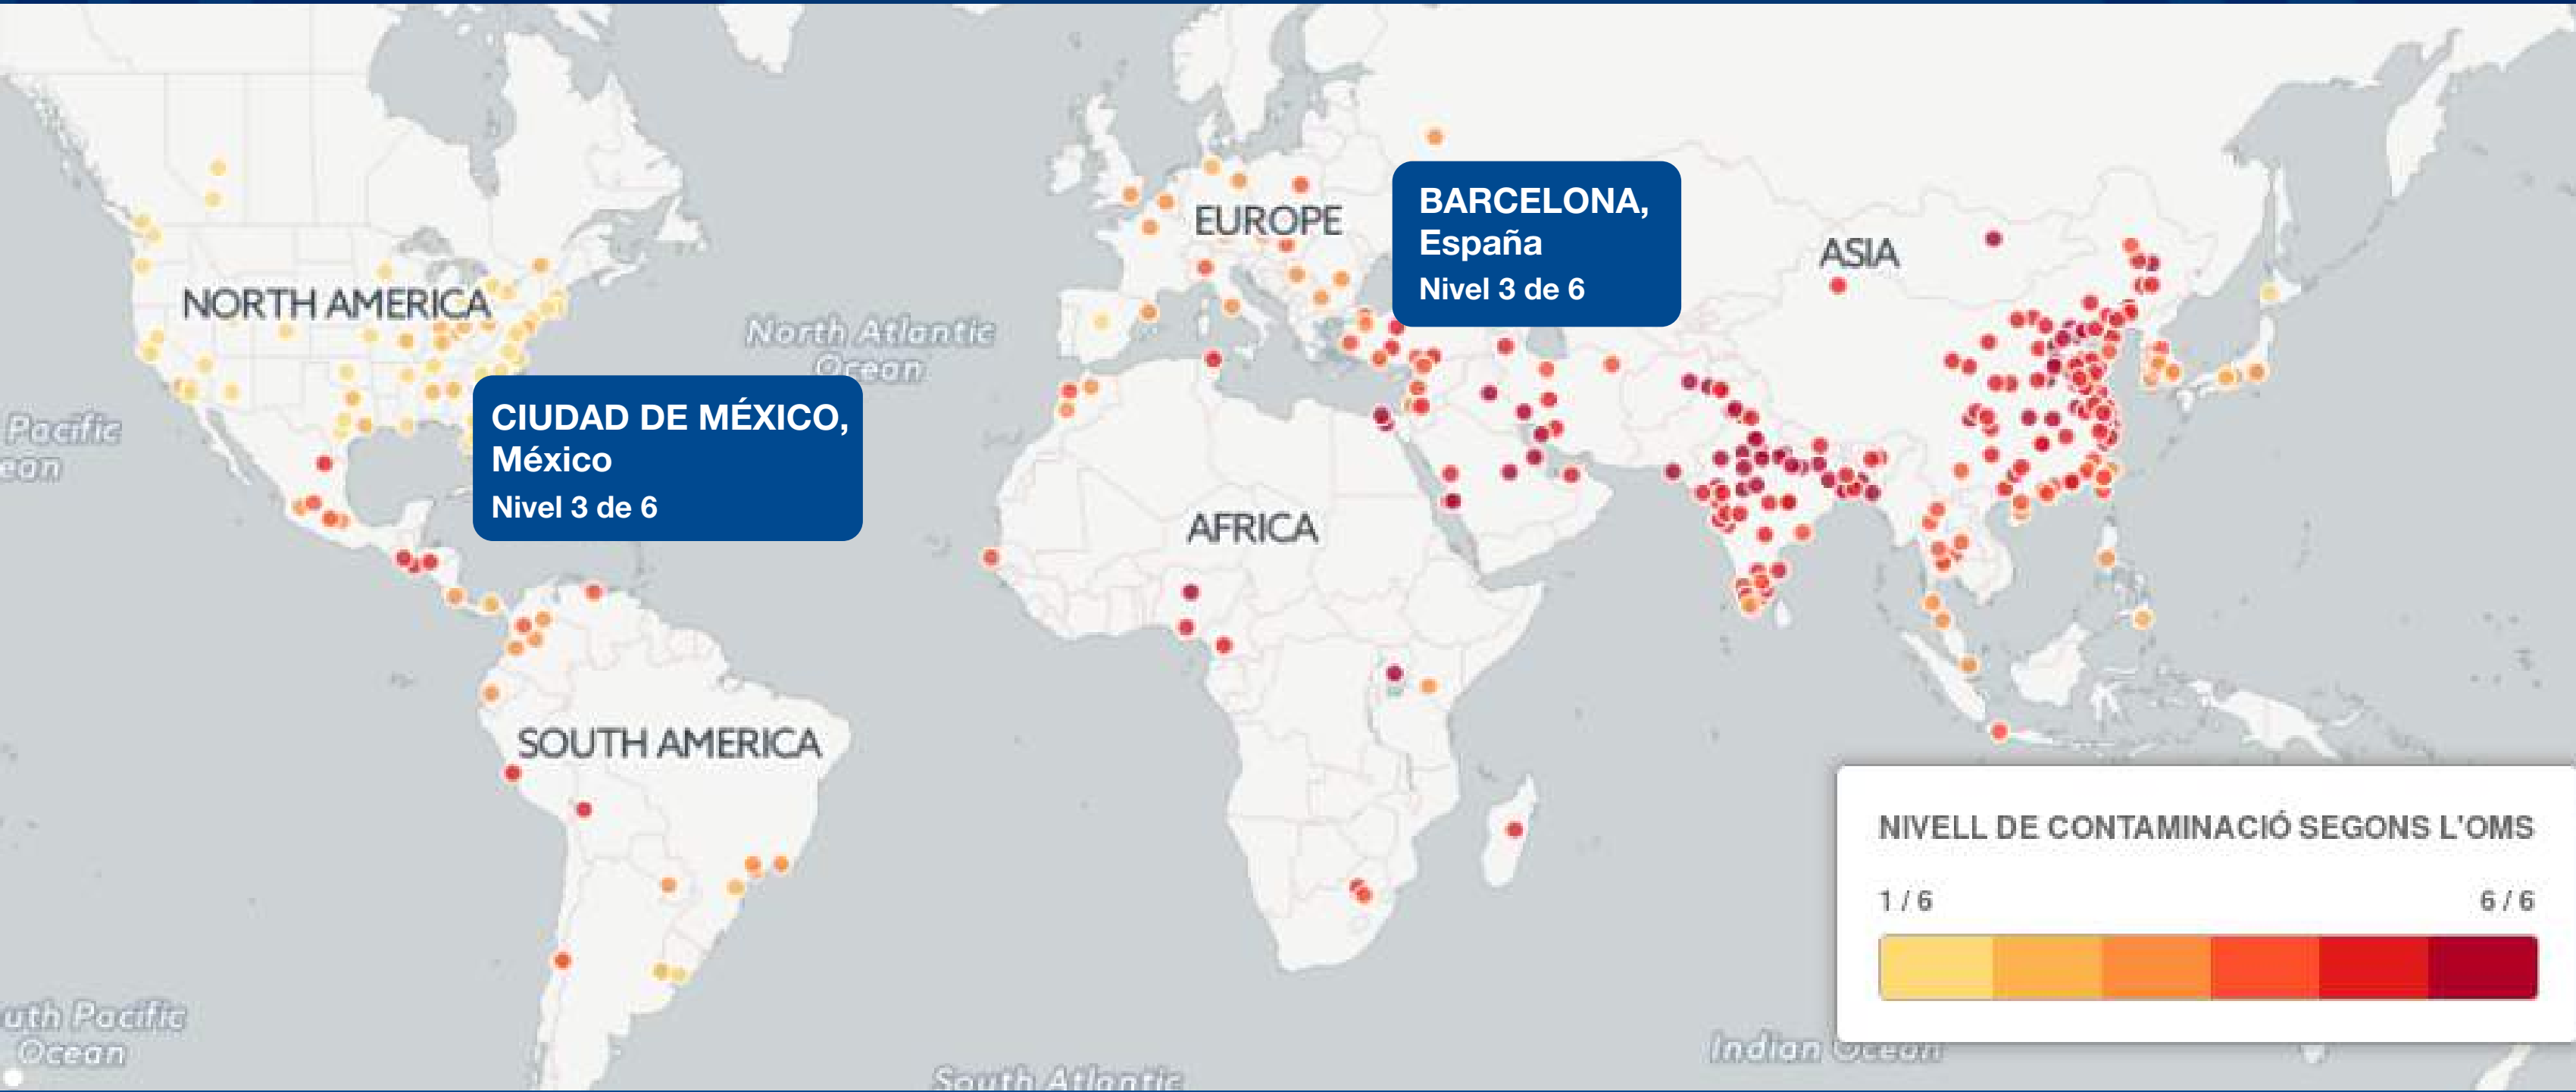 NORTH AMERICA
EUROPE
ASIA
BARCELONA,
España
Nivel 3 de 6
North Atlantic
Ocean
CIUDAD DE MÉXICO,
México
Nivel 3 de 6
Pacific
ean
AFRICA
SOUTH AMERICA
NIVELL DE CONTAMINACIÓ SEGONS L'OMS
1 / 6
6 / 6
uth Pacific
Ocean
Indian Ocean
South Atlantic